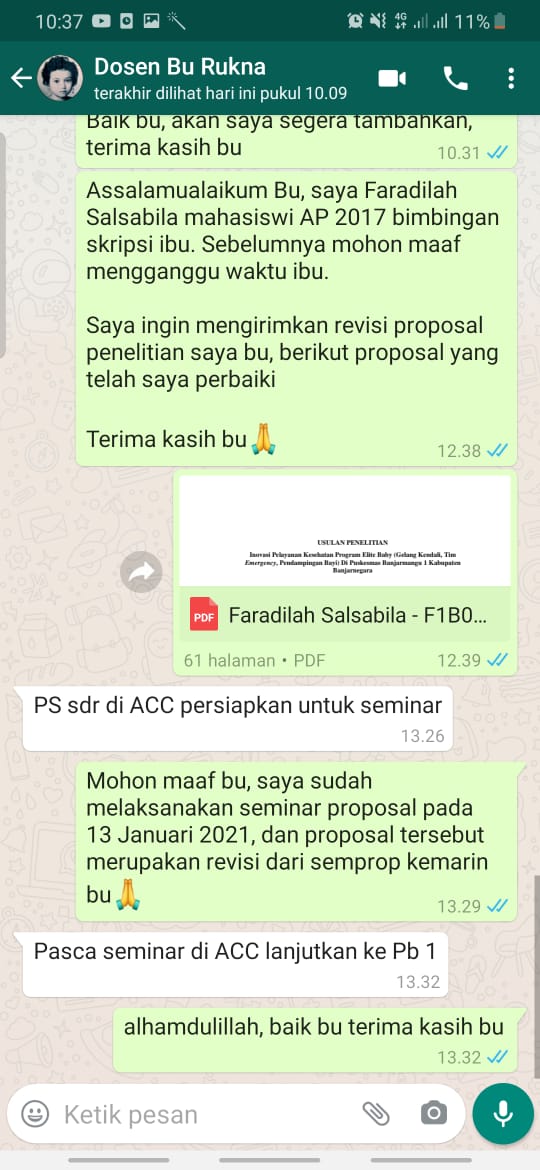 10:37 4G 11%
Dosen Bu Rukna
terakhir dilihat hari ini pukul 10.09
Baik bu, akan saya segera tambahkan,
terima kasih bu
10.31
Assalamualaikum Bu, saya Faradilah
Salsabila mahasiswi AP 2017 bimbingan
skripsi ibu. Sebelumnya mohon maaf
mengganggu waktu ibu.
Saya ingin mengirimkan revisi proposal
penelitian saya bu, berikut proposal yang
telah saya perbaiki
Terima kasih bu🙏
12.38
USULAN PENELITIAN
Inovasi Pelayanan Kesehatan Program Elite Baby (Gelang Kendali, Tim
Emergency, Pendampingan Bayi) Di Puskesmas Banjarmangu 1 Kabupaten
Banjarnegara
PDF Faradilah Salsabila - F1B0...
61 halaman • PDF 12.39
PS sdr di ACC persiapkan untuk seminar
13.26
Mohon maaf bu, saya sudah
melaksanakan seminar proposal pada
13 Januari 2021, dan proposal tersebut
merupakan revisi dari semprop kemarin
bu🙏
13.29
Pasca seminar di ACC lanjutkan ke Pb 1
13.32
alhamdulillah, baik bu terima kasih bu
13.32
Ketik pesan